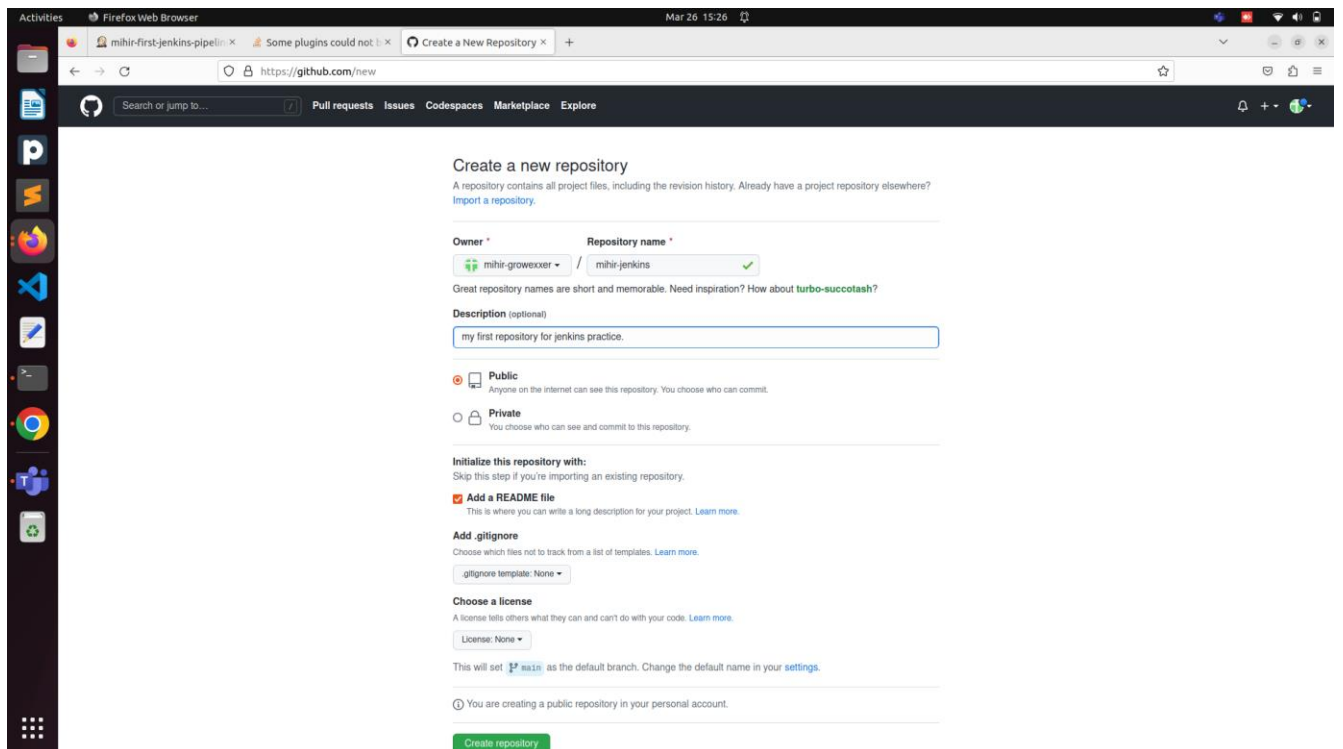 Activities
Firefox Web Browser
Mar 26 15:26
mihir-first-jenkins-pipelin
Some plugins could not b
Create a New Repository
https://github.com/new
Search or jump to...
/
Pull requests Issues Codespaces Marketplace Explore
Create a new repository
A repository contains all project files, including the revision history. Already have a project repository elsewhere?
Import a repository.
Owner * Repository name *
mihir-growexxer / mihir-jenkins
Great repository names are short and memorable. Need inspiration? How about turbo-succotash?
Description (optional)
my first repository for jenkins practice.
Public
Anyone on the internet can see this repository. You choose who can commit.
Private
You choose who can see and commit to this repository.
Initialize this repository with:
Skip this step if you're importing an existing repository.
Add a README file
This is where you can write a long description for your project. Learn more.
Add .gitignore
Choose which files not to track from a list of templates. Learn more.
.gitignore template: None
Choose a license
A license tells others what they can and can't do with your code. Learn more.
License: None
This will set main as the default branch. Change the default name in your settings.
You are creating a public repository in your personal account.
Create repository